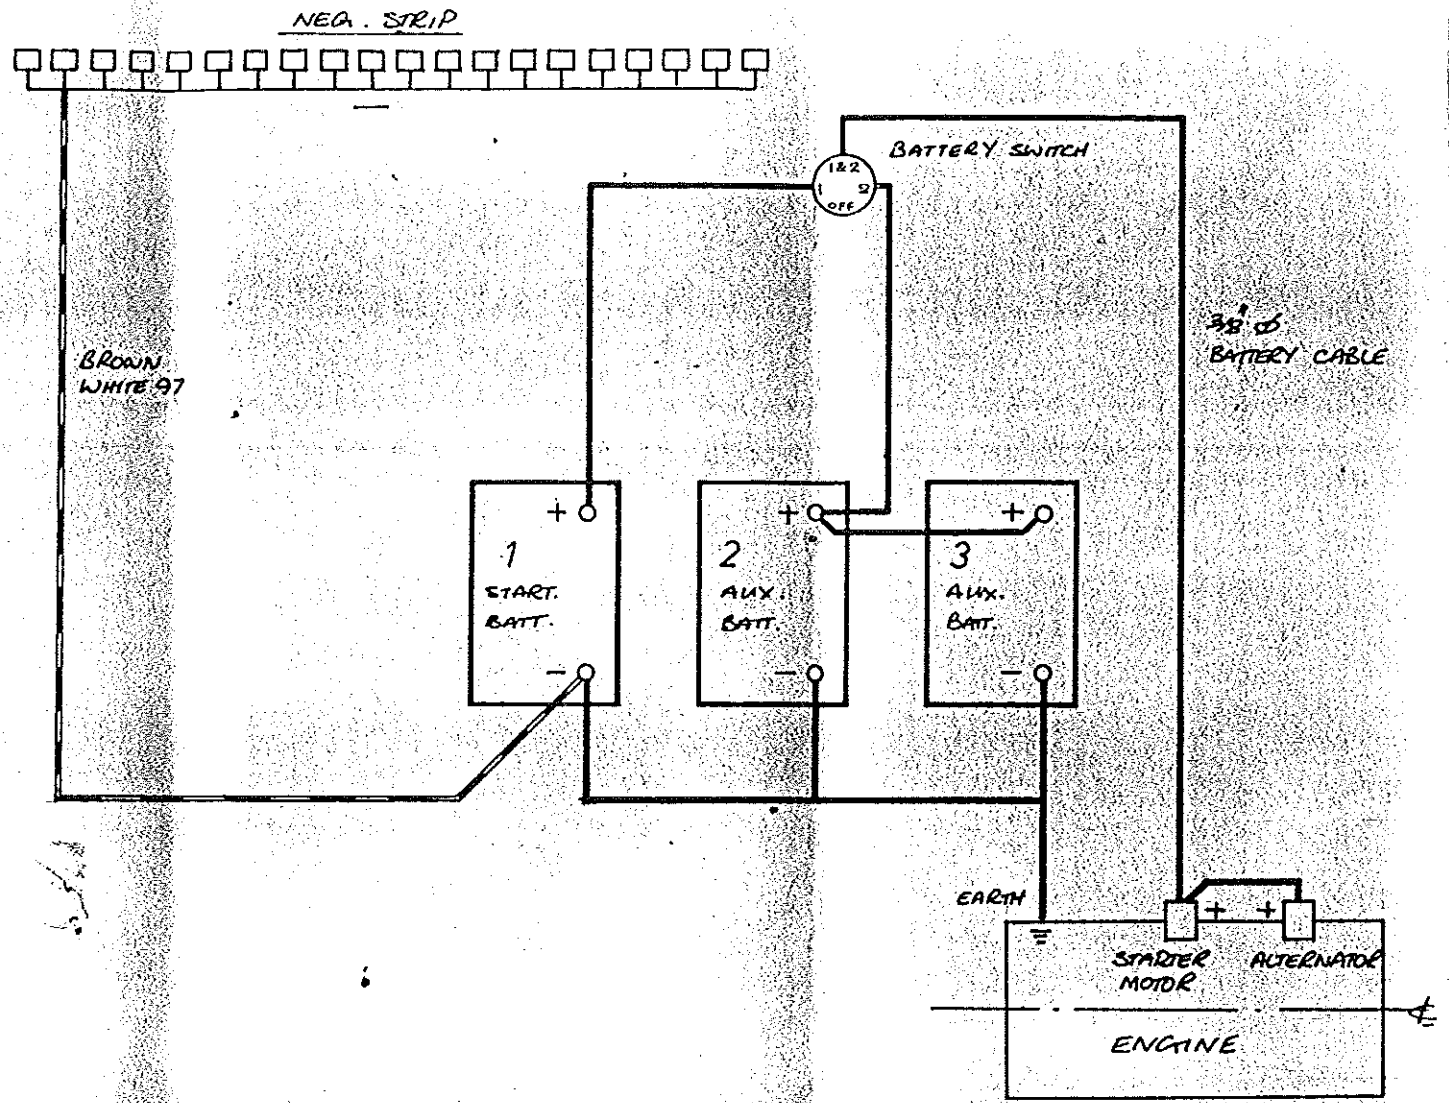 NEG. STRIP
BATTERY SWITCH
1&2
1 2
OFF
3/8" Ø
BATTERY CABLE
BROWN
WHITE 97
+
+
+
1
START.
BATT.
2
AUX.
BATT.
3
AUX.
BATT.
-
-
-
EARTH
+ +
STARTER
MOTOR
ALTERNATOR
ENGINE